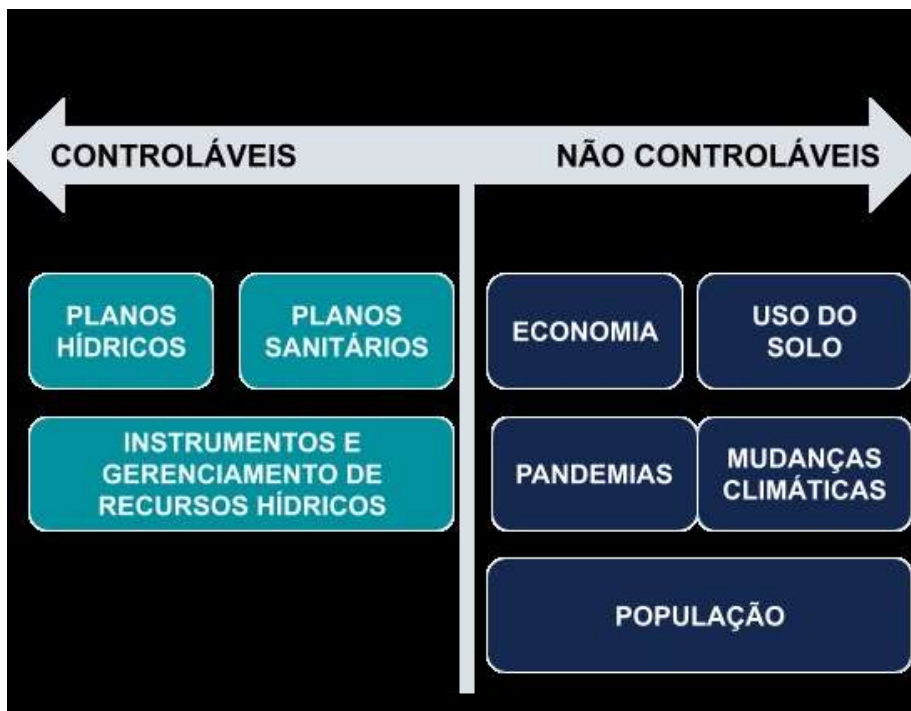 CONTROLÁVEIS
NÃO CONTROLÁVEIS
PLANOS
HÍDRICOS
PLANOS
SANITÁRIOS
ECONOMIA
USO DO
SOLO
INSTRUMENTOS E
GERENCIAMENTO DE
RECURSOS HÍDRICOS
PANDEMIAS
MUDANÇAS
CLIMÁTICAS
POPULAÇÃO